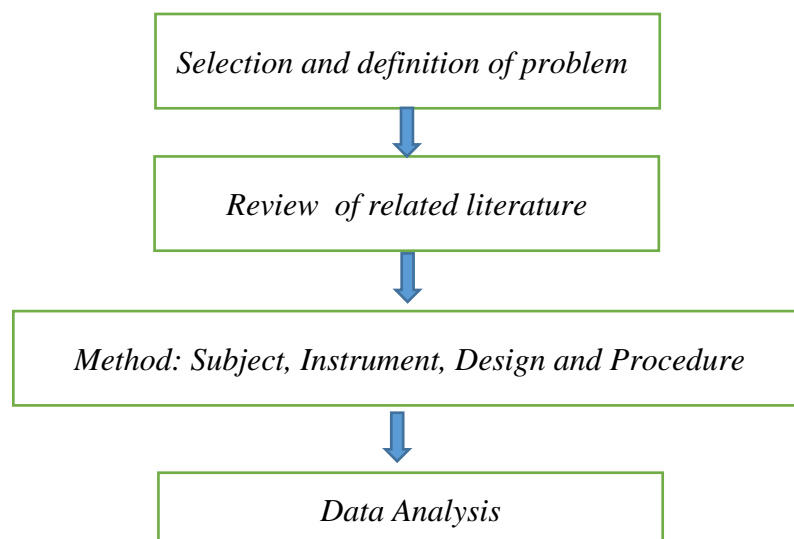 Selection and definition of problem
Review of related literature
Method: Subject, Instrument, Design and Procedure
Data Analysis